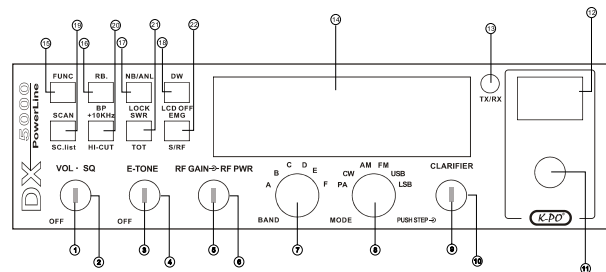 19 20 21 22 14 13 12
15 16 17 18
FUNC RB. NB/ANL DW
SCAN BP +10KHz LOCK SWR LCD OFF EMG
SC.list HI-CUT TOT S/RF
TX/RX
DX 5000
PowerLine
VOL · SQ E-TONE RF GAIN RF PWR
OFF OFF
A B C D E F
BAND
PA CW AM FM USB LSB
MODE
CLARIFIER
PUSH STEP
K-PO®
1 2 3 4 5 6 7 8 9 10 11